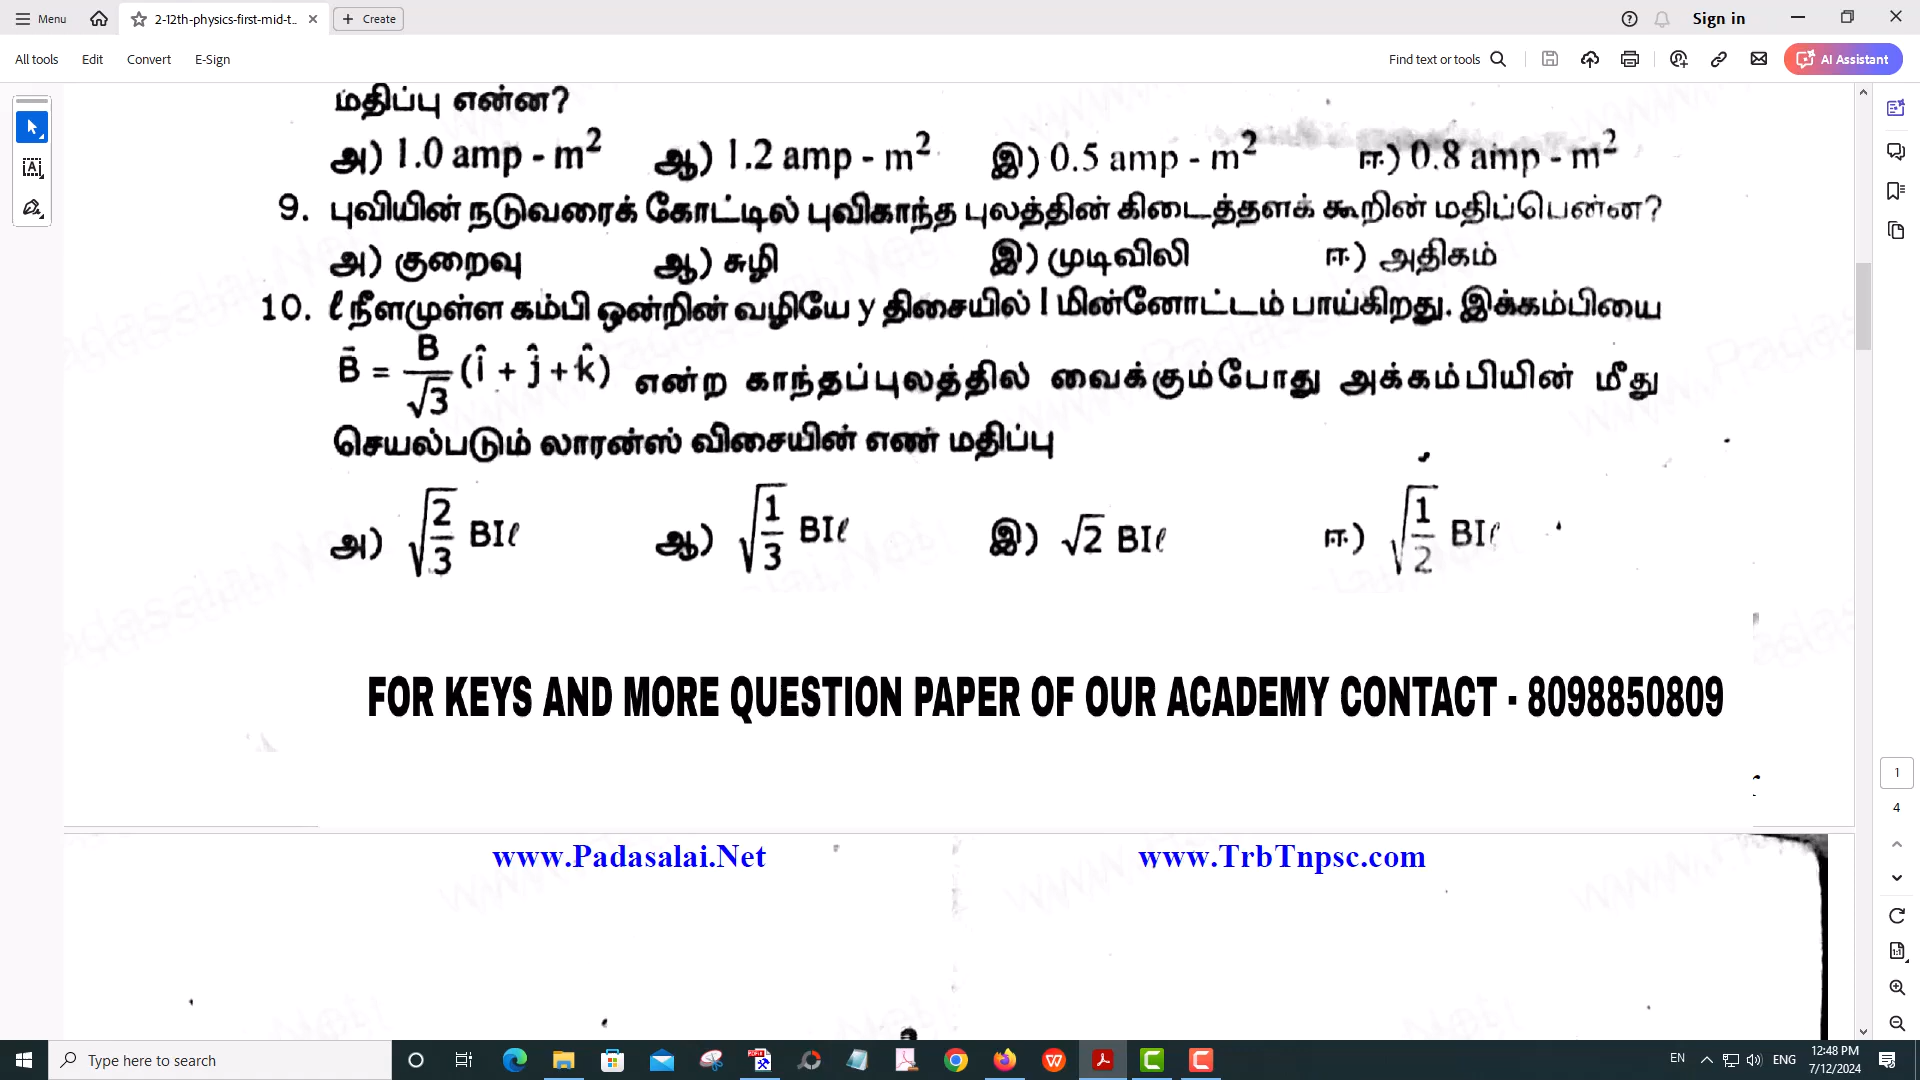 Menu
2-12th-physics-first-mid-t...
Create
Sign in
All tools
Edit
Convert
E-Sign
Find text or tools
AI Assistant
மதிப்பு என்ன?
அ) 1.0 amp - m² ஆ) 1.2 amp - m² இ) 0.5 amp - m² ஈ) 0.8 amp - m²
9. புவியின் நடுவரைக் கோட்டில் புவிகாந்த புலத்தின் கிடைத்தளக் கூறின் மதிப்பென்ன?
அ) குறைவு ஆ) சுழி இ) முடிவிலி ஈ) அதிகம்
10. ℓ நீளமுள்ள கம்பி ஒன்றின் வழியே y திசையில் I மின்னோட்டம் பாய்கிறது. இக்கம்பியை
B̄ = B/√3 (î + ĵ + k̂) என்ற காந்தப்புலத்தில் வைக்கும்போது அக்கம்பியின் மீது
செயல்படும் லாரன்ஸ் விசையின் எண் மதிப்பு
அ) √(2/3) BIℓ ஆ) √(1/3) BIℓ இ) √2 BIℓ ஈ) √(1/2) BIℓ
FOR KEYS AND MORE QUESTION PAPER OF OUR ACADEMY CONTACT - 8098850809
1
4
www.Padasalai.Net www.TrbTnpsc.com
Type here to search
EN
ENG
12:48 PM
7/12/2024